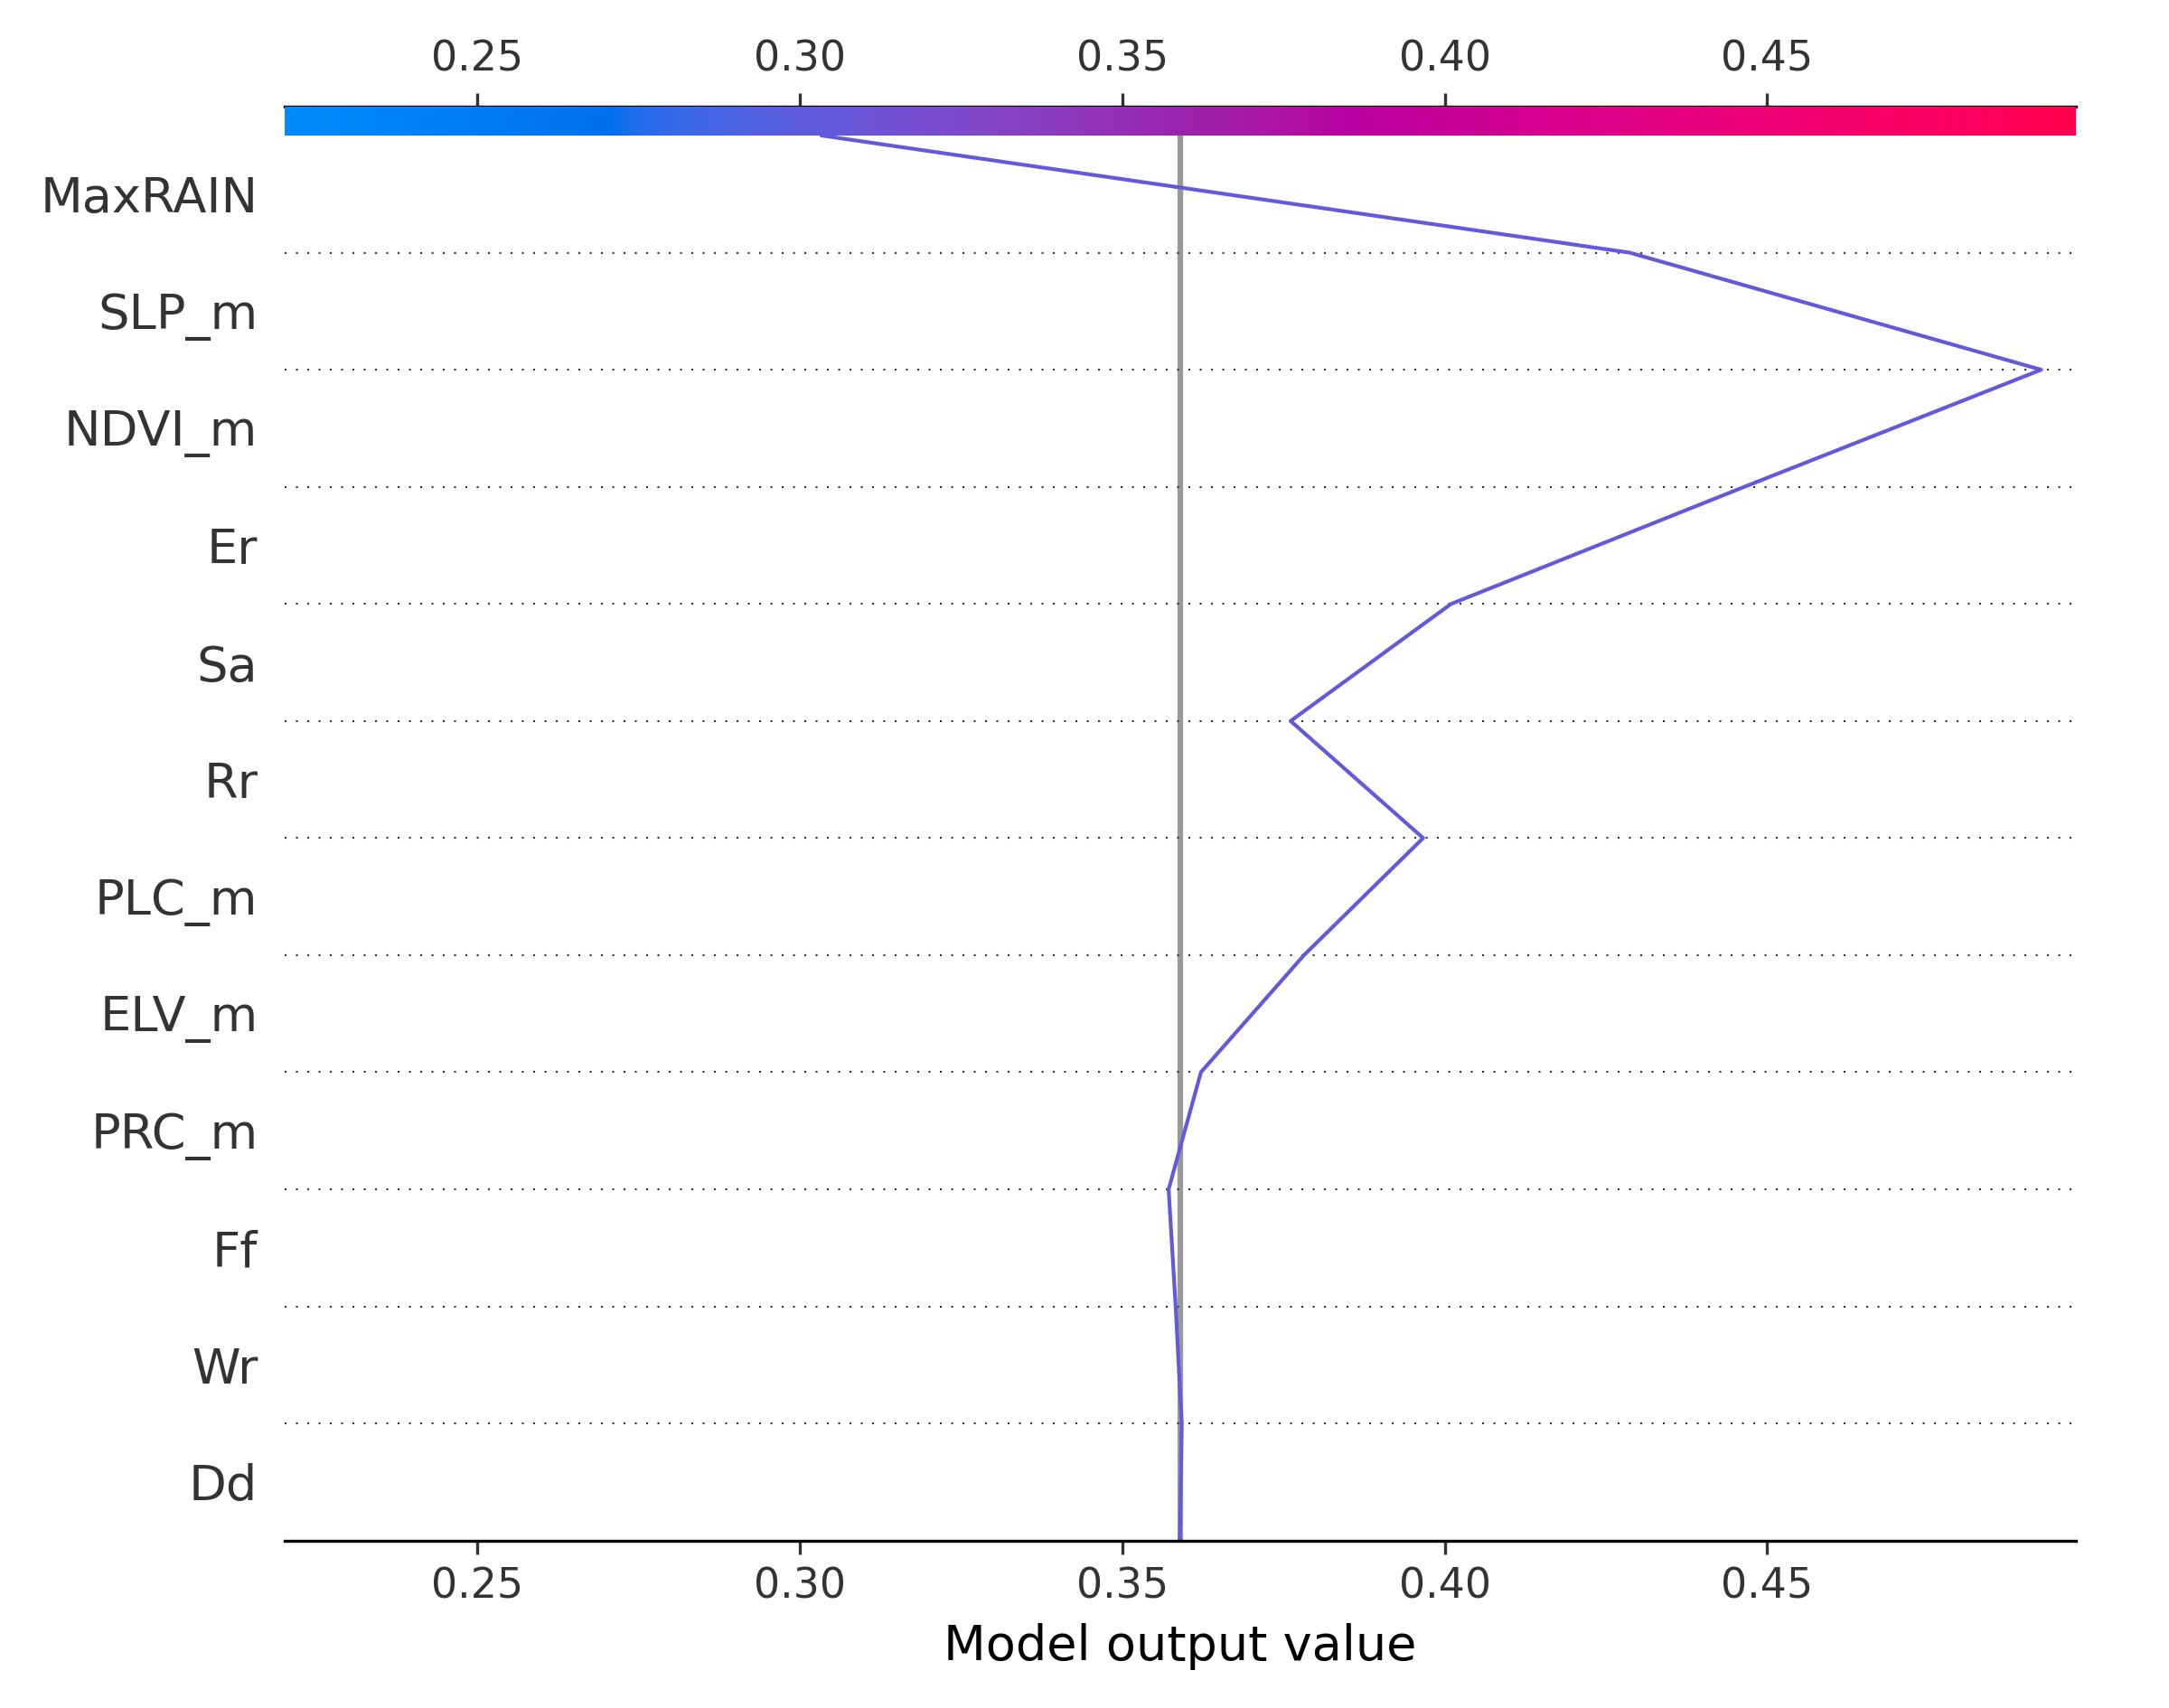 0.25 0.30 0.35 0.40 0.45
MaxRAIN
SLP_m
NDVI_m
Er
Sa
Rr
PLC_m
ELV_m
PRC_m
Ff
Wr
Dd
0.25 0.30 0.35 0.40 0.45
Model output value